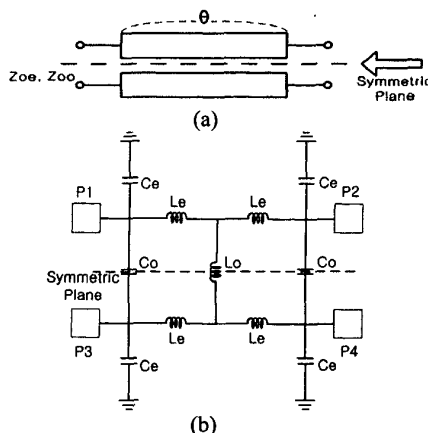 θ
Zoe, Zoo
Symmetric
Plane
(a)
Ce
Ce
P1
Le
Le
P2
Co
Lo
Co
Symmetric
Plane
P3
Le
Le
P4
Ce
Ce
(b)